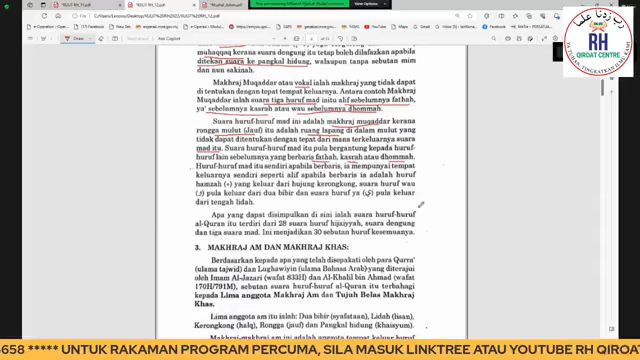 muhaqqaq kerana suara dengung itu tetap boleh dilafazkan apabila
ditekan suara ke pangkal hidung, walaupun tanpa sebutan mim
dan nun sakinah.
Makhraj Muqaddar atau vokal ialah makhraj yang tidak dapat
di tentukan dengan tepat tempat keluarnya. Antara contoh Makhraj
Muqaddar ialah suara tiga huruf mad iaitu alif sebelumnya fathah,
ya' sebelumnya kasrah atau wau sebelumnya dhommah.
Suara huruf-huruf mad ini adalah makhraj muqaddar kerana
rongga mulut (Jauf) itu adalah ruang lapang di dalam mulut yang
tidak dapat ditentukan dengan tepat dari mana terkeluarnya suara
mad itu. Suara huruf-huruf mad itu pula bergantung kepada huruf-
huruf lain sebelumnya yang berbaris fathah, kasrah atau dhommah.
Huruf-huruf mad itu sendiri apabila berbaris, ia mempunyai tempat
keluarnya sendiri seperti alif apabila berbaris ia adalah huruf
hamzah (ء) yang keluar dari hujung kerongkong, suara huruf wau
(و) pula keluar dari dua bibir dan suara huruf ya (ي) pula keluar
dari tengah lidah.
Apa yang dapat disimpulkan di sini ialah suara huruf-huruf
al-Quran itu terdiri dari 28 suara huruf hijaiyyah, suara dengung
dan tiga suara mad. Ini menjadikan 30 sebutan huruf kesemuanya.
3. MAKHRAJ AM DAN MAKHRAJ KHAS:
Berdasarkan kepada apa yang telah disepakati oleh para Qurra'
(ulama tajwid) dan Lughawiyin (ulama Bahasa Arab) yang diterajui
oleh Imam Al-Jazari (wafat 833H) dan Al-Khalil bin Ahmad (wafat
170H/791M), sebutan suara huruf-huruf al-Quran itu terbahagi
kepada Lima anggota Makhraj Am dan Tujuh Belas Makhraj
Khas.
Lima anggota Am itu ialah: Dua bibir (syafataan), Lidah (lisan),
Kerongkong (halq), Rongga (jauf) dan Pangkal hidung (khaisyum).
RH
QIROAT CENTRE
5658 ***** UNTUK RAKAMAN PROGRAM PERCUMA, SILA MASUK LINKTREE ATAU YOUTUBE RH QIROAT